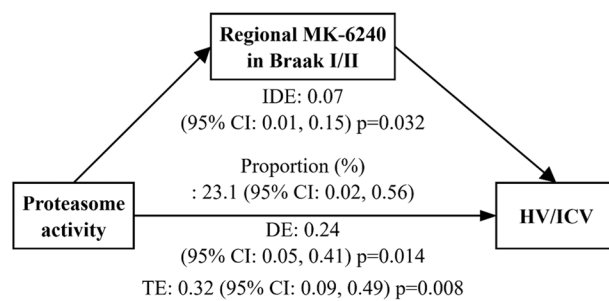 Regional MK-6240
in Braak I/II
IDE: 0.07
(95% CI: 0.01, 0.15) p=0.032
Proportion (%)
: 23.1 (95% CI: 0.02, 0.56)
Proteasome
activity
HV/ICV
DE: 0.24
(95% CI: 0.05, 0.41) p=0.014
TE: 0.32 (95% CI: 0.09, 0.49) p=0.008